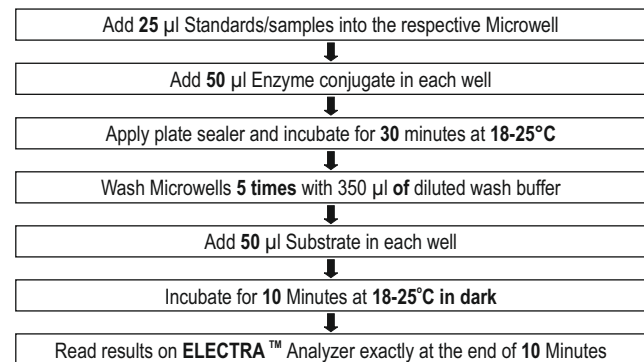 Add 25 µl Standards/samples into the respective Microwell
Add 50 µl Enzyme conjugate in each well
Apply plate sealer and incubate for 30 minutes at 18-25°C
Wash Microwells 5 times with 350 µl of diluted wash buffer
Add 50 µl Substrate in each well
Incubate for 10 Minutes at 18-25°C in dark
Read results on ELECTRA ™ Analyzer exactly at the end of 10 Minutes